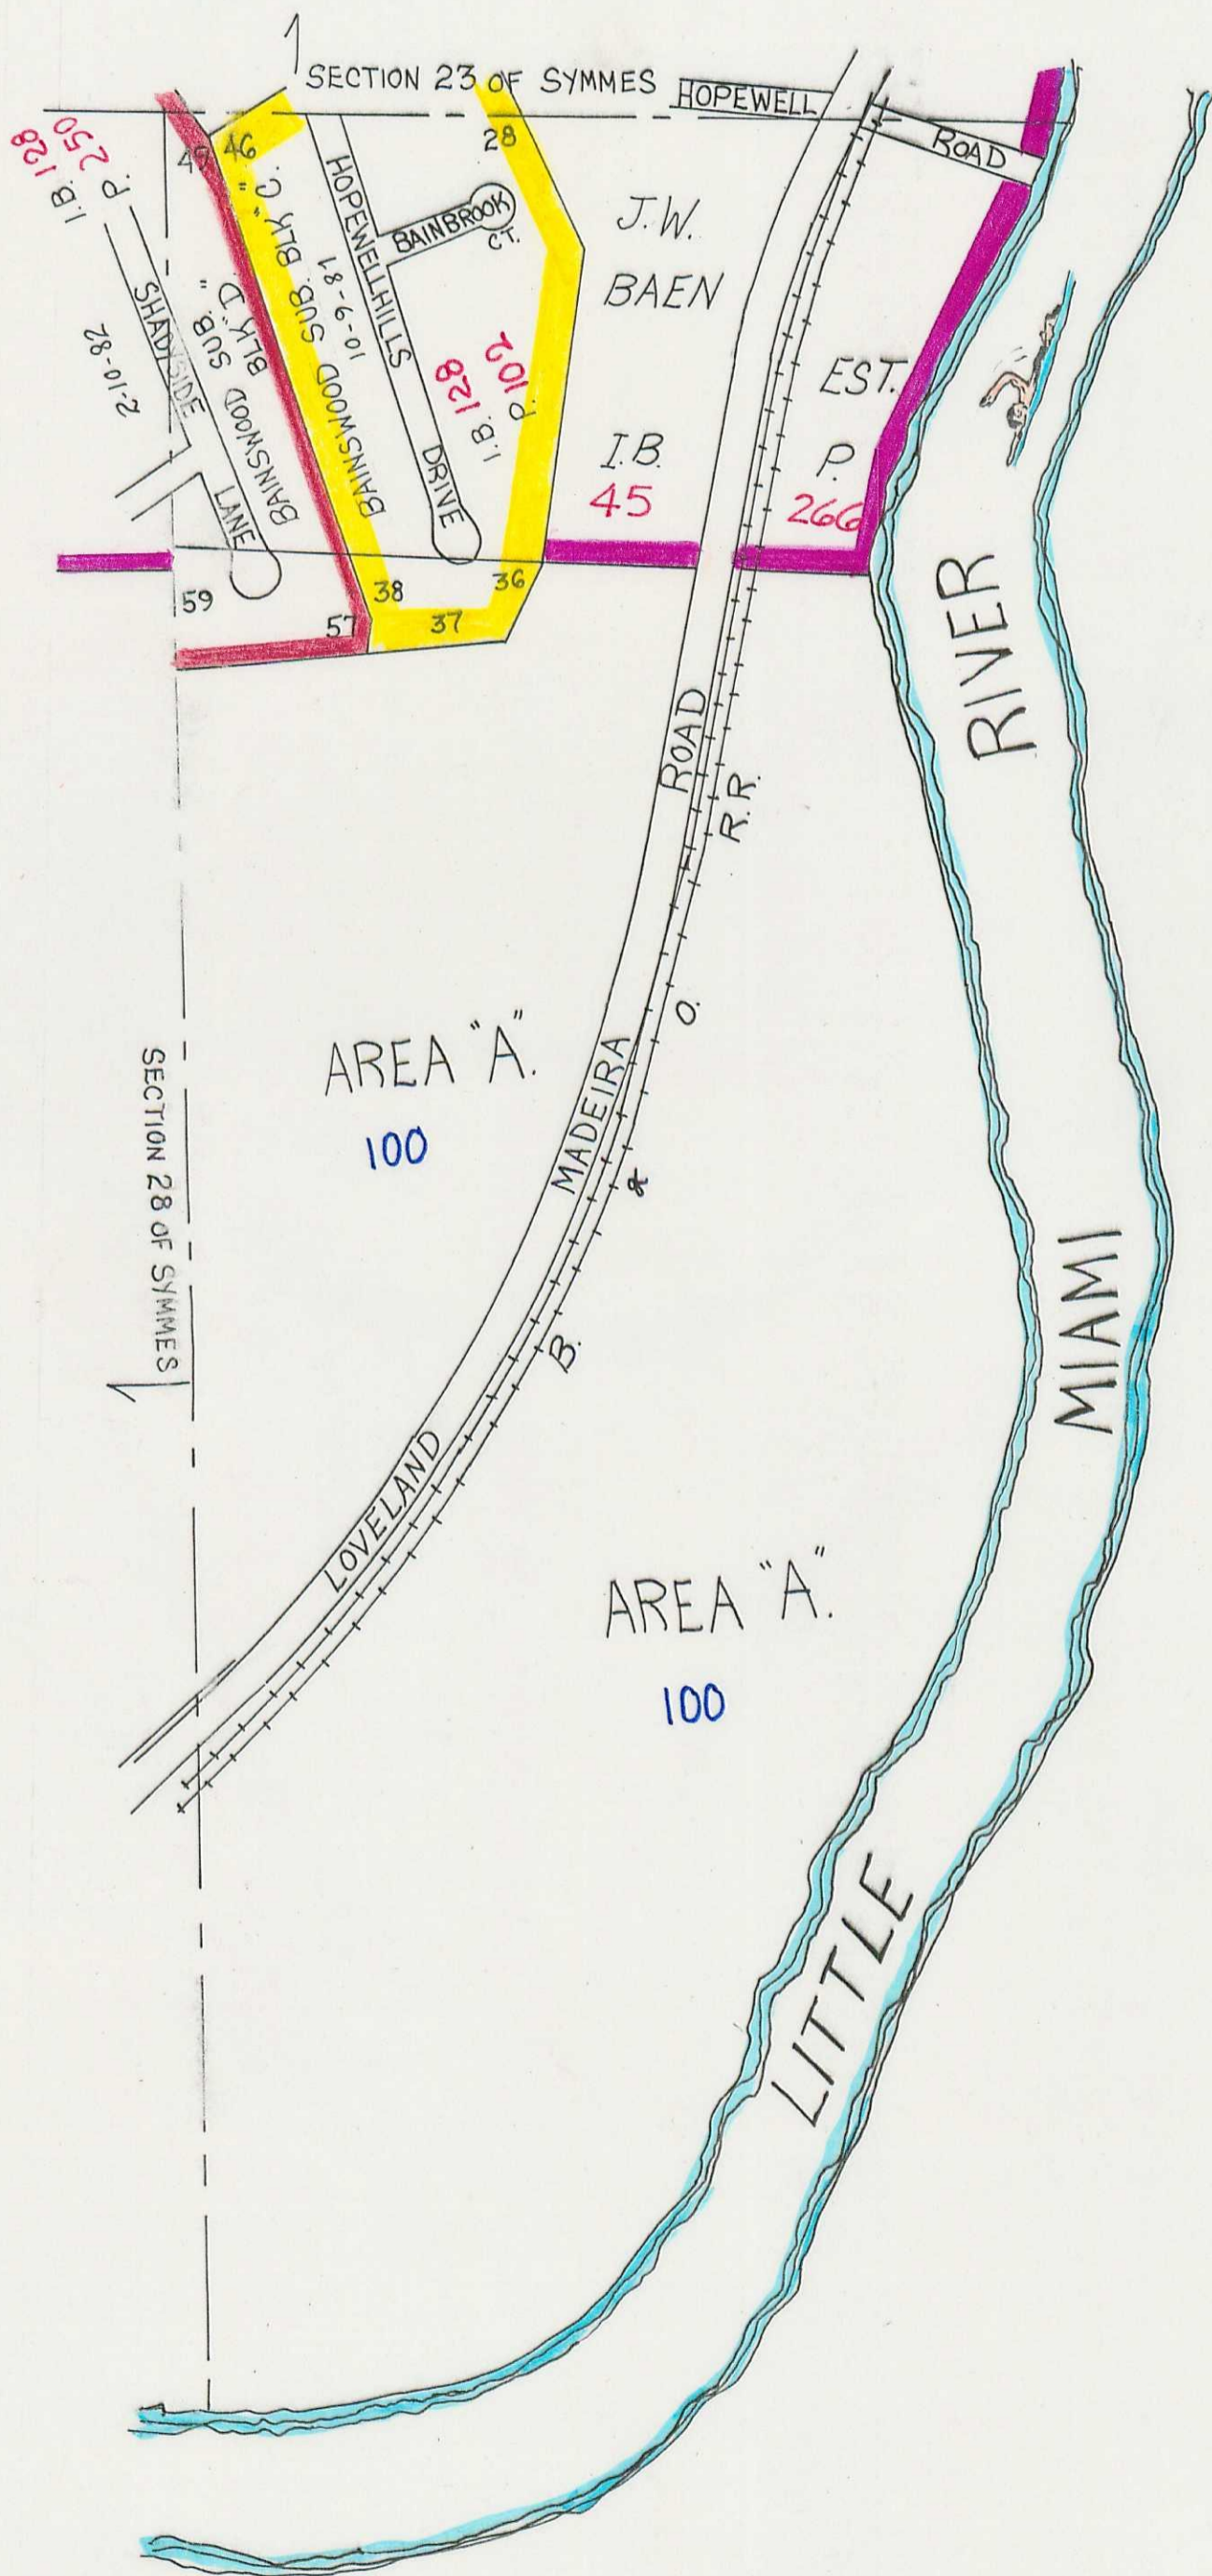 SECTION 23 OF SYMMES
HOPEWELL
ROAD
I.B. 128
P. 250
46
28
HOPEWELLHILLS
DRIVE
BAINBROOK
CT.
J.W.
BAEN
EST.
I.B.
45
P.
266
BAINSWOOD SUB. BLK "C."
10-9-81
I.B. 128
P. 102
BAINSWOOD SUB."
BLK "D.
SHADYSIDE
LANE
2-10-82
59
57
38
37
36
RIVER
ROAD
R.R.
O.
AREA "A".
100
MADEIRA
&
SECTION 28 OF SYMMES
MIAMI
B.
LOVELAND
AREA "A".
100
LITTLE